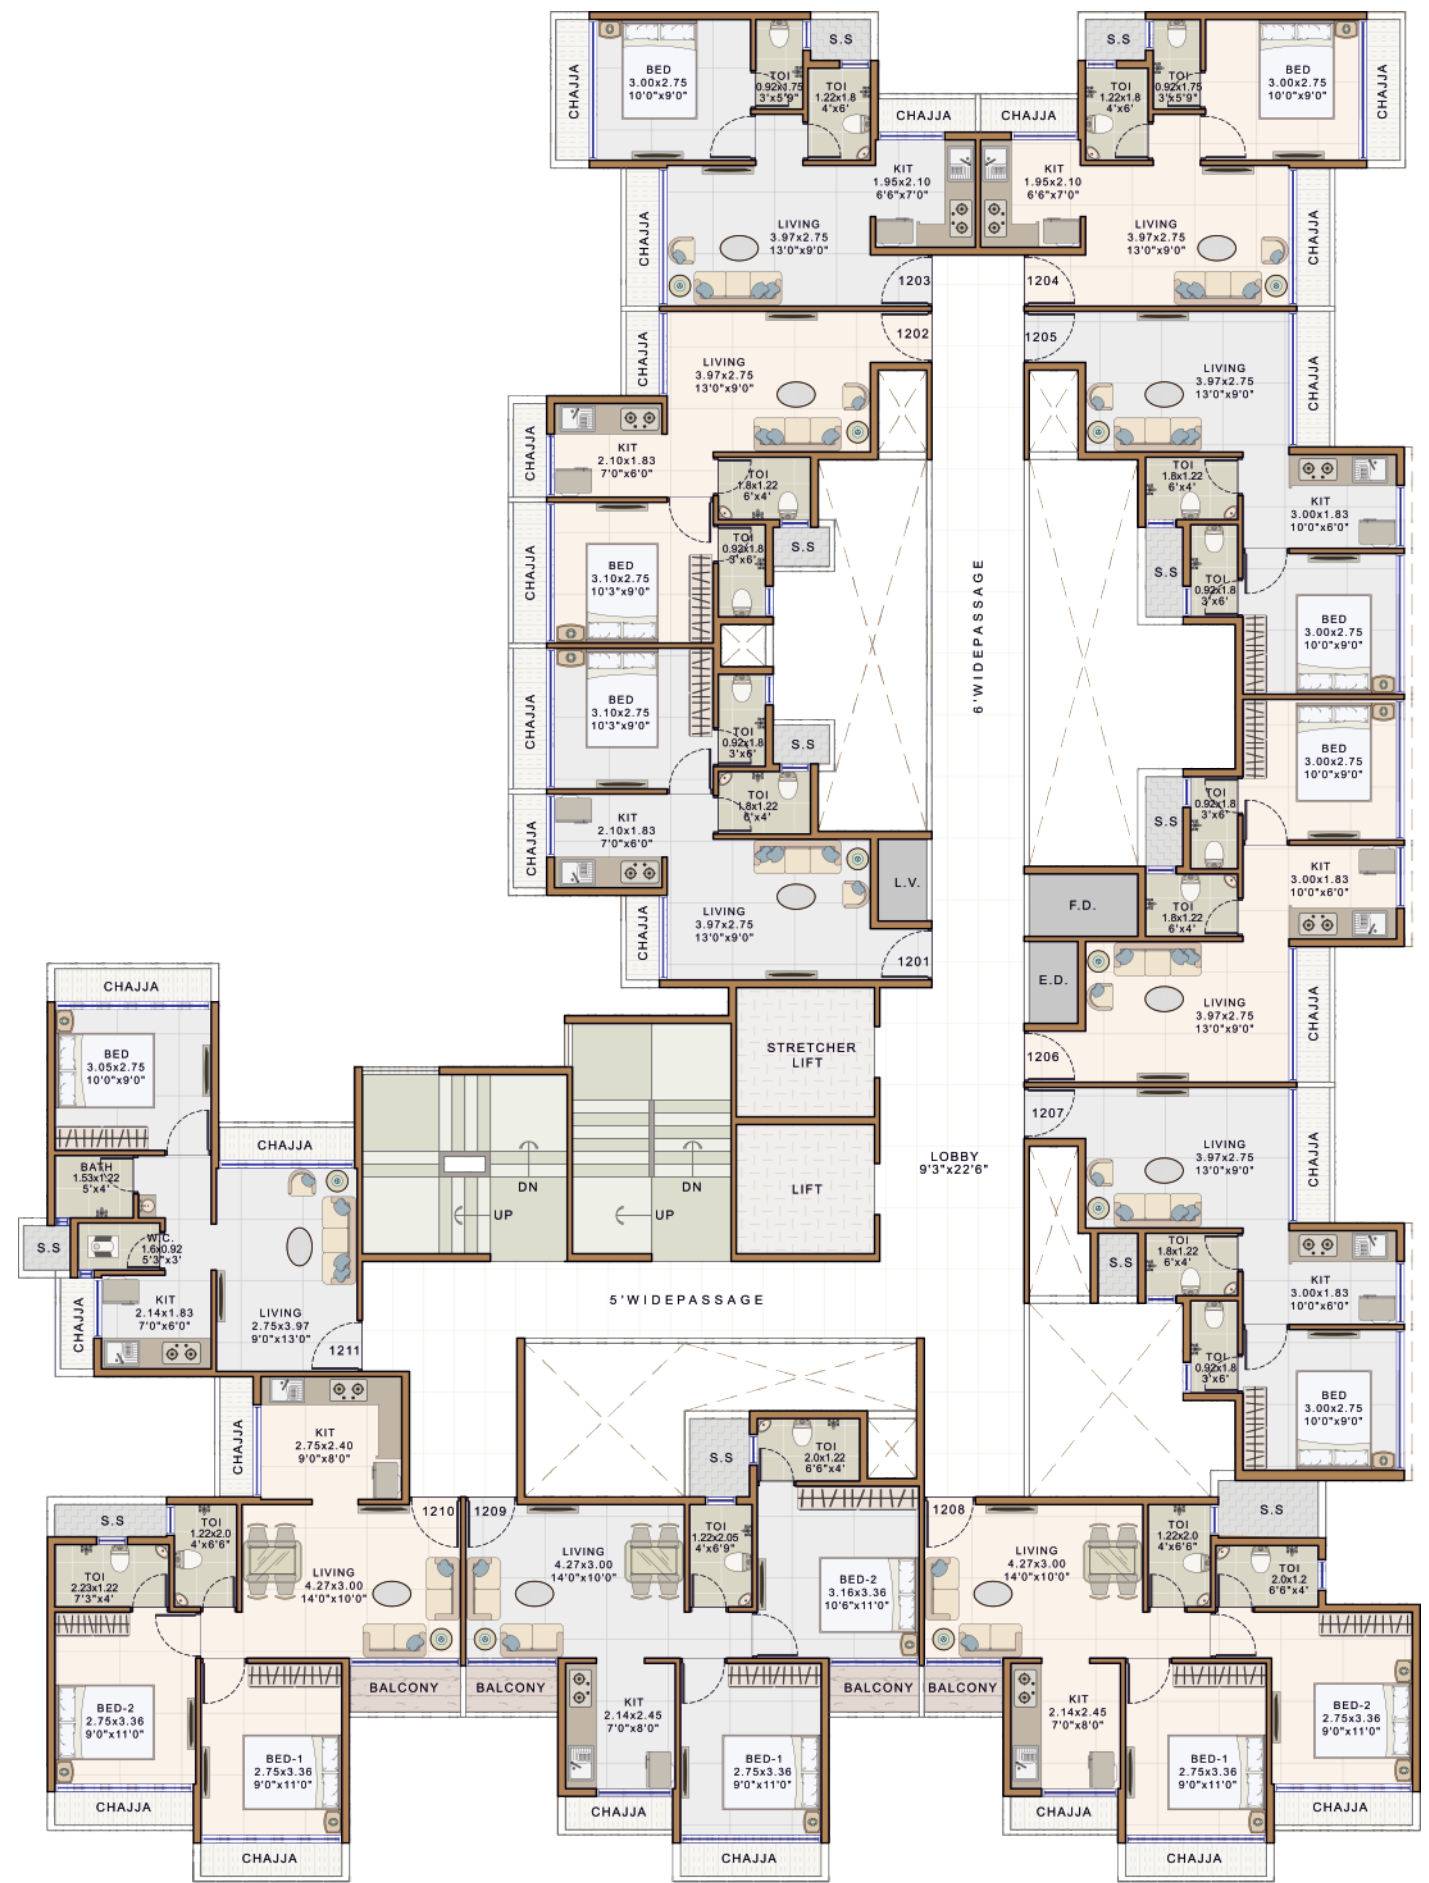 CHAJJA
BED
3.00x2.75
10'0"x9'0"
TOI
0.92x1.75
3'x5'9"
S.S
TOI
1.22x1.8
4'x6'
CHAJJA
KIT
1.95x2.10
6'6"x7'0"
CHAJJA
LIVING
3.97x2.75
13'0"x9'0"
1203
S.S
TOI
0.92x1.75
3'x5'9"
BED
3.00x2.75
10'0"x9'0"
CHAJJA
TOI
1.22x1.8
4'x6'
CHAJJA
KIT
1.95x2.10
6'6"x7'0"
LIVING
3.97x2.75
13'0"x9'0"
CHAJJA
1204
CHAJJA
1202
LIVING
3.97x2.75
13'0"x9'0"
CHAJJA
KIT
2.10x1.83
7'0"x6'0"
TOI
1.8x1.22
6'x4'
CHAJJA
BED
3.10x2.75
10'3"x9'0"
TOI
0.92x1.8
3'x6'
S.S
1205
LIVING
3.97x2.75
13'0"x9'0"
CHAJJA
TOI
1.8x1.22
6'x4'
KIT
3.00x1.83
10'0"x6'0"
S.S
TOI
0.92x1.8
3'x6'
BED
3.00x2.75
10'0"x9'0"
6'WIDEPASSAGE
CHAJJA
BED
3.10x2.75
10'3"x9'0"
TOI
0.92x1.8
3'x6'
S.S
CHAJJA
KIT
2.10x1.83
7'0"x6'0"
TOI
1.8x1.22
6'x4'
CHAJJA
LIVING
3.97x2.75
13'0"x9'0"
L.V.
1201
BED
3.00x2.75
10'0"x9'0"
S.S
TOI
0.92x1.8
3'x6'
KIT
3.00x1.83
10'0"x6'0"
TOI
1.8x1.22
6'x4'
F.D.
E.D.
LIVING
3.97x2.75
13'0"x9'0"
CHAJJA
1206
STRETCHER
LIFT
LIFT
LOBBY
9'3"x22'6"
DN
UP
DN
UP
5'WIDEPASSAGE
1207
LIVING
3.97x2.75
13'0"x9'0"
CHAJJA
S.S
TOI
1.8x1.22
6'x4'
KIT
3.00x1.83
10'0"x6'0"
TOI
0.92x1.8
3'x6'
BED
3.00x2.75
10'0"x9'0"
CHAJJA
BED
3.05x2.75
10'0"x9'0"
CHAJJA
BATH
1.53x1.22
5'x4'
S.S
W.C.
1.6x0.92
5'3"x3'
CHAJJA
KIT
2.14x1.83
7'0"x6'0"
LIVING
2.75x3.97
9'0"x13'0"
1211
CHAJJA
KIT
2.75x2.40
9'0"x8'0"
1210
S.S
TOI
1.22x2.0
4'x6'6"
TOI
2.23x1.22
7'3"x4'
LIVING
4.27x3.00
14'0"x10'0"
BED-2
2.75x3.36
9'0"x11'0"
BED-1
2.75x3.36
9'0"x11'0"
BALCONY
CHAJJA
CHAJJA
1209
S.S
TOI
2.0x1.22
6'6"x4'
LIVING
4.27x3.00
14'0"x10'0"
TOI
1.22x2.05
4'x6'9"
BED-2
3.16x3.36
10'6"x11'0"
BALCONY
KIT
2.14x2.45
7'0"x8'0"
BED-1
2.75x3.36
9'0"x11'0"
BALCONY
CHAJJA
CHAJJA
1208
LIVING
4.27x3.00
14'0"x10'0"
TOI
1.22x2.0
4'x6'6"
S.S
TOI
2.0x1.2
6'6"x4'
BALCONY
KIT
2.14x2.45
7'0"x8'0"
BED-1
2.75x3.36
9'0"x11'0"
BED-2
2.75x3.36
9'0"x11'0"
CHAJJA
CHAJJA
CHAJJA